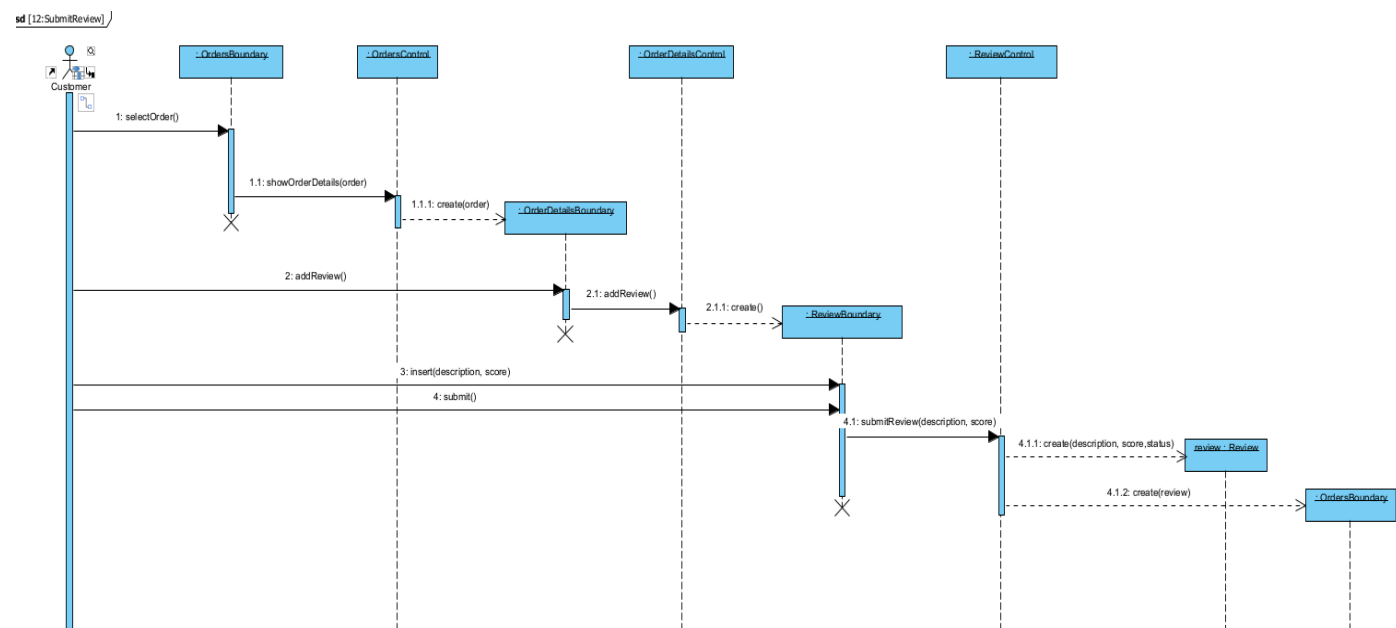 sd [12:SubmitReview]
: OrdersBoundary
: OrdersControl
: OrderDetailsControl
: ReviewControl
Customer
1: selectOrder()
1.1: showOrderDetails(order)
1.1.1: create(order)
: OrderDetailsBoundary
2: addReview()
2.1: addReview()
2.1.1: create()
: ReviewBoundary
3: insert(description, score)
4: submit()
4.1: submitReview(description, score)
4.1.1: create(description, score,status)
review : Review
4.1.2: create(review)
: OrdersBoundary